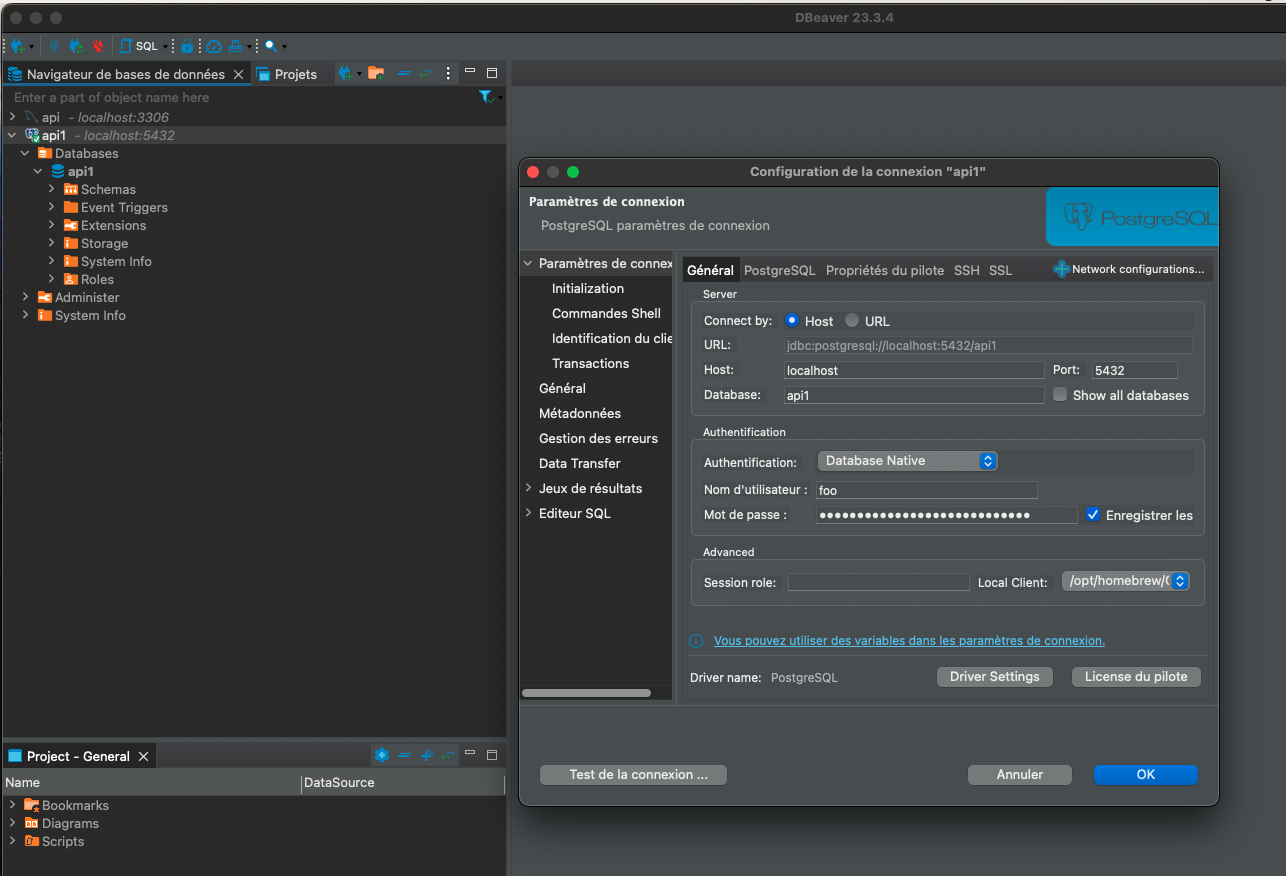 DBeaver 23.3.4
SQL
Navigateur de bases de données
Projets
Enter a part of object name here
api - localhost:3306
api1 - localhost:5432
Databases
api1
Schemas
Event Triggers
Extensions
Storage
System Info
Roles
Administer
System Info
Project - General
Name DataSource
Bookmarks
Diagrams
Scripts
Configuration de la connexion "api1"
Paramètres de connexion
PostgreSQL paramètres de connexion
PostgreSQL
Paramètres de connex
Initialization
Commandes Shell
Identification du clie
Transactions
Général
Métadonnées
Gestion des erreurs
Data Transfer
Jeux de résultats
Editeur SQL
Général PostgreSQL Propriétés du pilote SSH SSL Network configurations...
Server
Connect by: Host URL
URL: jdbc:postgresql://localhost:5432/api1
Host: localhost Port: 5432
Database: api1 Show all databases
Authentification
Authentification: Database Native
Nom d'utilisateur : foo
Mot de passe : ●●●●●●●●●●●●●●●●●●●●●●●●●●●● Enregistrer les
Advanced
Session role: Local Client: /opt/homebrew/(
Vous pouvez utiliser des variables dans les paramètres de connexion.
Driver name: PostgreSQL Driver Settings License du pilote
Test de la connexion ... Annuler OK